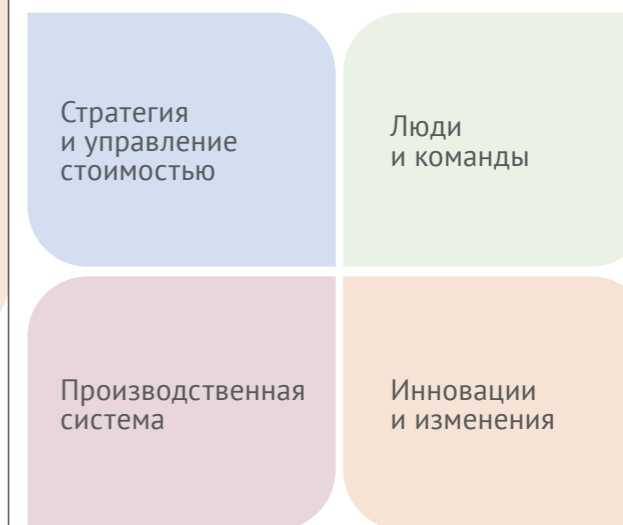 Стратегия
и управление
стоимостью
Люди
и команды
Производственная
система
Инновации
и изменения